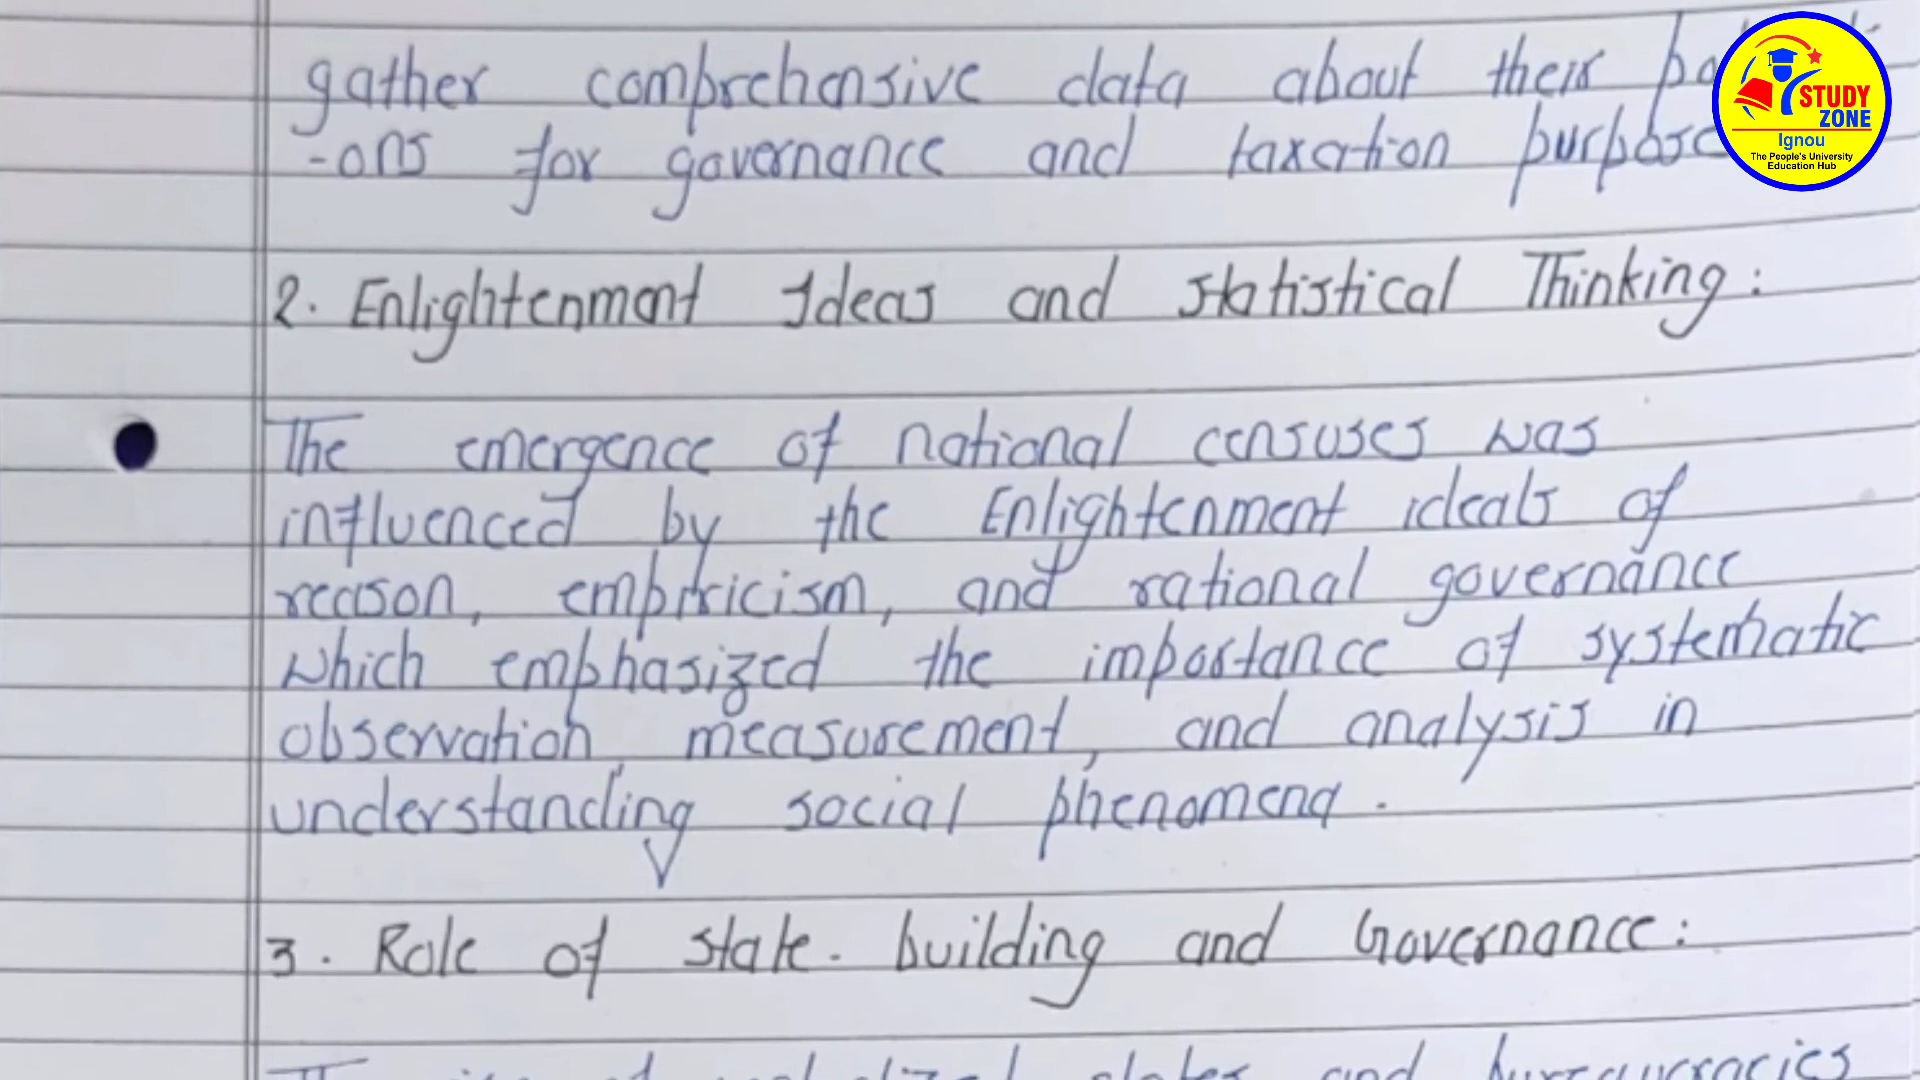 gather comprehensive data about their
-ons for governance and taxation
STUDY
ZONE
Ignou
The People's University
Education Hub
2. Enlightenment Ideas and Statistical Thinking:
The emergence of national censuses was
influenced by the Enlightenment ideals of
reason, empiricism, and rational governance
which emphasized the importance of systematic
observation, measurement, and analysis in
understanding social phenomena.
3. Role of State-building and Governance:
and bureaucracies